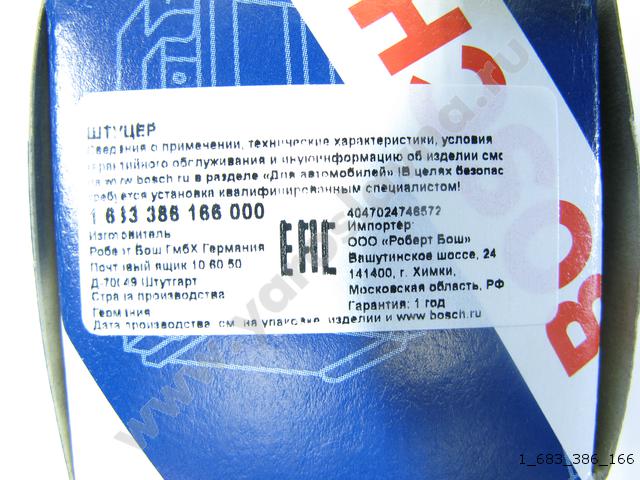 ШТУЦЕР
Сведения о применении, технические характеристики, условия
гарантийного обслуживания и иную информацию об изделии смо
на www.bosch.ru в разделе «Для автомобилей» !В целях безопас
требуется установка квалифицированным специалистом!
1 683 386 166 000
Изготовитель
Роберт Бош ГмбХ Германия
Почтовый ящик 10 60 50
Д-70049 Штутгарт
Страна производства
Германия
EAC
4047024746572
Импортер:
ООО «Роберт Бош»
Вашутинское шоссе, 24
141400, г. Химки,
Московская область, РФ
Гарантия: 1 год
Дата производства см. на упаковке, изделии и www.bosch.ru
BO
1_683_386_166